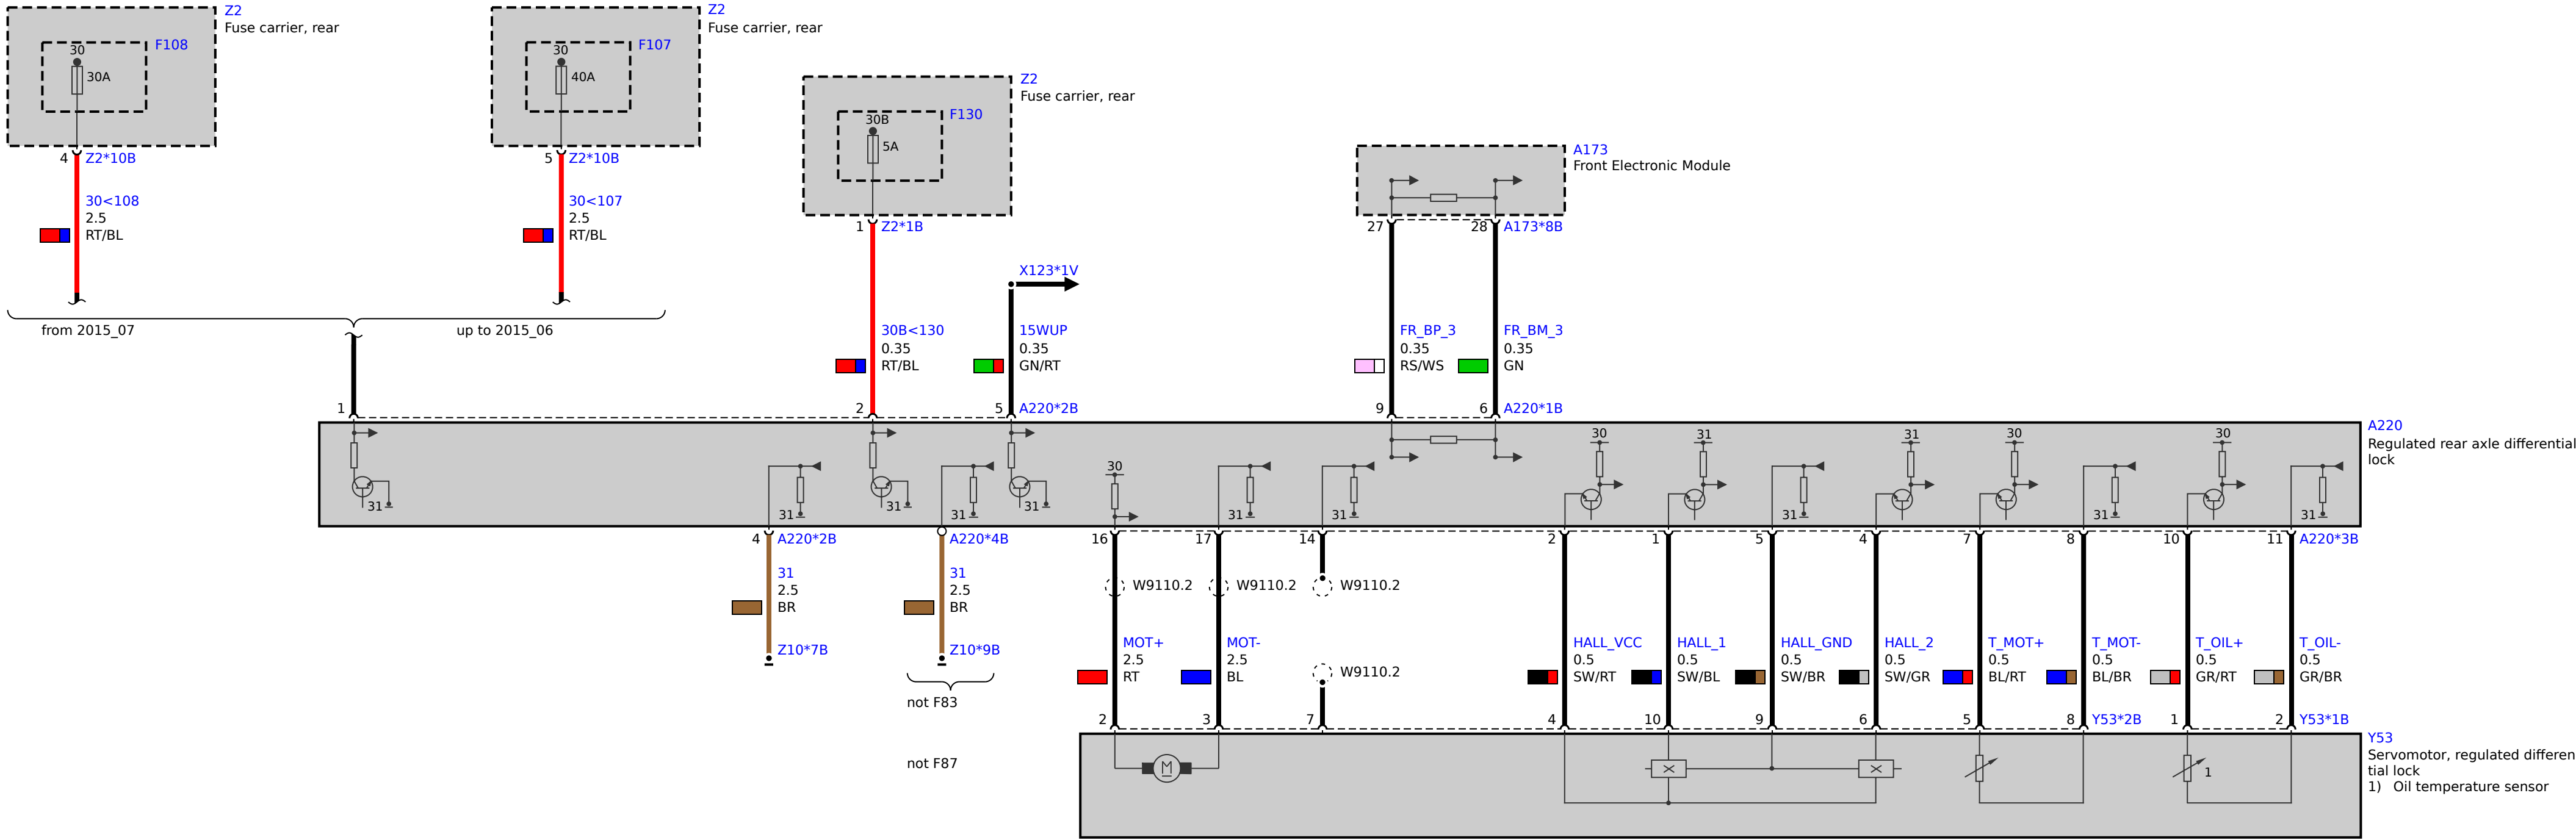 Z2
Fuse carrier, rear
F108
30
30A
4 Z2*10B
30<108
2.5
RT/BL
from 2015_07
Z2
Fuse carrier, rear
F107
30
40A
5 Z2*10B
30<107
2.5
RT/BL
up to 2015_06
Z2
Fuse carrier, rear
F130
30B
5A
1 Z2*1B
30B<130
0.35
RT/BL
X123*1V
15WUP
0.35
GN/RT
A173
Front Electronic Module
27 28 A173*8B
FR_BP_3
0.35
RS/WS
FR_BM_3
0.35
GN
1 2 5 A220*2B 9 6 A220*1B
A220
Regulated rear axle differential
lock
30 31 31 30 30
30
31 31 31
31 31 31 31 31 31 31
4 A220*2B
31
2.5
BR
Z10*7B
A220*4B
31
2.5
BR
Z10*9B
not F83
not F87
16 17 14 2 1 5 4 7 8 10 11 A220*3B
W9110.2 W9110.2 W9110.2
W9110.2
MOT+
2.5
RT
MOT-
2.5
BL
HALL_VCC
0.5
SW/RT
HALL_1
0.5
SW/BL
HALL_GND
0.5
SW/BR
HALL_2
0.5
SW/GR
T_MOT+
0.5
BL/RT
T_MOT-
0.5
BL/BR
T_OIL+
0.5
GR/RT
T_OIL-
0.5
GR/BR
2 3 7 4 10 9 6 5 8 Y53*2B 1 2 Y53*1B
M
1
Y53
Servomotor, regulated differen
tial lock
1) Oil temperature sensor